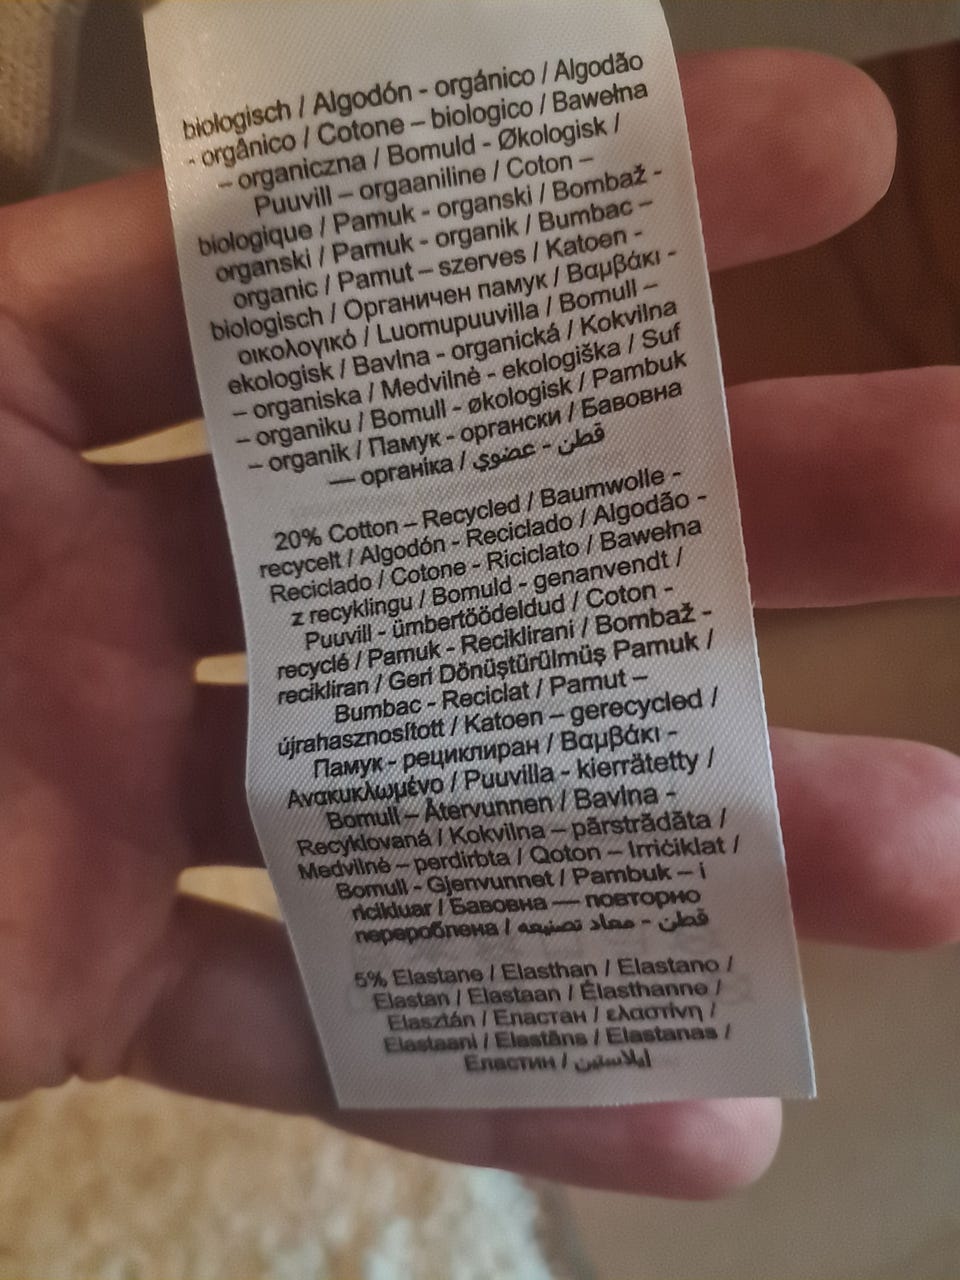 biologisch / Algodón - orgánico / Algodão
- orgânico / Cotone – biologico / Bawełna
– organiczna / Bomuld - Økologisk /
Puuvill – orgaaniline / Coton –
biologique / Pamuk - organski / Bombaž -
organski / Pamuk - organik / Bumbac –
organic / Pamut – szerves / Katoen -
biologisch / Органичен памук / Βαμβάκι -
οικολογικό / Luomupuuvilla / Bomull –
ekologisk / Bavlna - organická / Kokvilna
– organiska / Medvilnė - ekologiška / Suf
– organiku / Bomull - økologisk / Pambuk
– organik / Памук - органски / Бавовна
— органіка / قطن - عضوي
20% Cotton – Recycled / Baumwolle -
recycelt / Algodón - Reciclado / Algodão -
Reciclado / Cotone - Riciclato / Bawełna
z recyklingu / Bomuld - genanvendt /
Puuvill - ümbertöödeldud / Coton -
recyclé / Pamuk - Reciklirani / Bombaž -
recikliran / Geri Dönüştürülmüş Pamuk /
Bumbac - Reciclat / Pamut –
újrahasznosított / Katoen – gerecycled /
Памук - рециклиран / Βαμβάκι -
Ανακυκλωμένο / Puuvilla - kierrätetty /
Bomull – Återvunnen / Bavlna -
Recyklovaná / Kokvilna – pārstrādāta /
Medvilnė – perdirbta / Qoton – Irriċiklat /
Bomull - Gjenvunnet / Pambuk – i
ricikluar / Бавовна — повторно
перероблена / قطن - معاد تصنيعه
5% Elastane / Elasthan / Elastano /
Elastan / Elastaan / Élasthanne /
Elasztán / Еластан / ελαστίνη /
Elastaani / Elastāns / Elastanas /
Еластин / إيلاستين